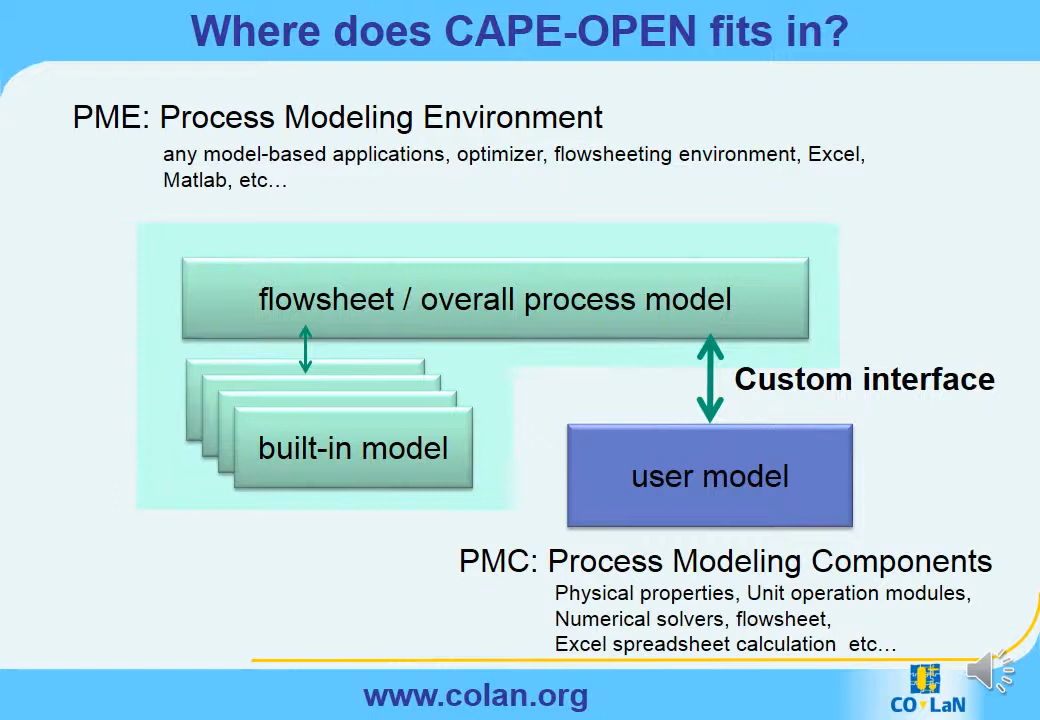 Where does CAPE-OPEN fits in?
PME: Process Modeling Environment
any model-based applications, optimizer, flowsheeting environment, Excel,
Matlab, etc…
flowsheet / overall process model
Custom interface
built-in model
user model
PMC: Process Modeling Components
Physical properties, Unit operation modules,
Numerical solvers, flowsheet,
Excel spreadsheet calculation  etc…
www.colan.org
CO LaN